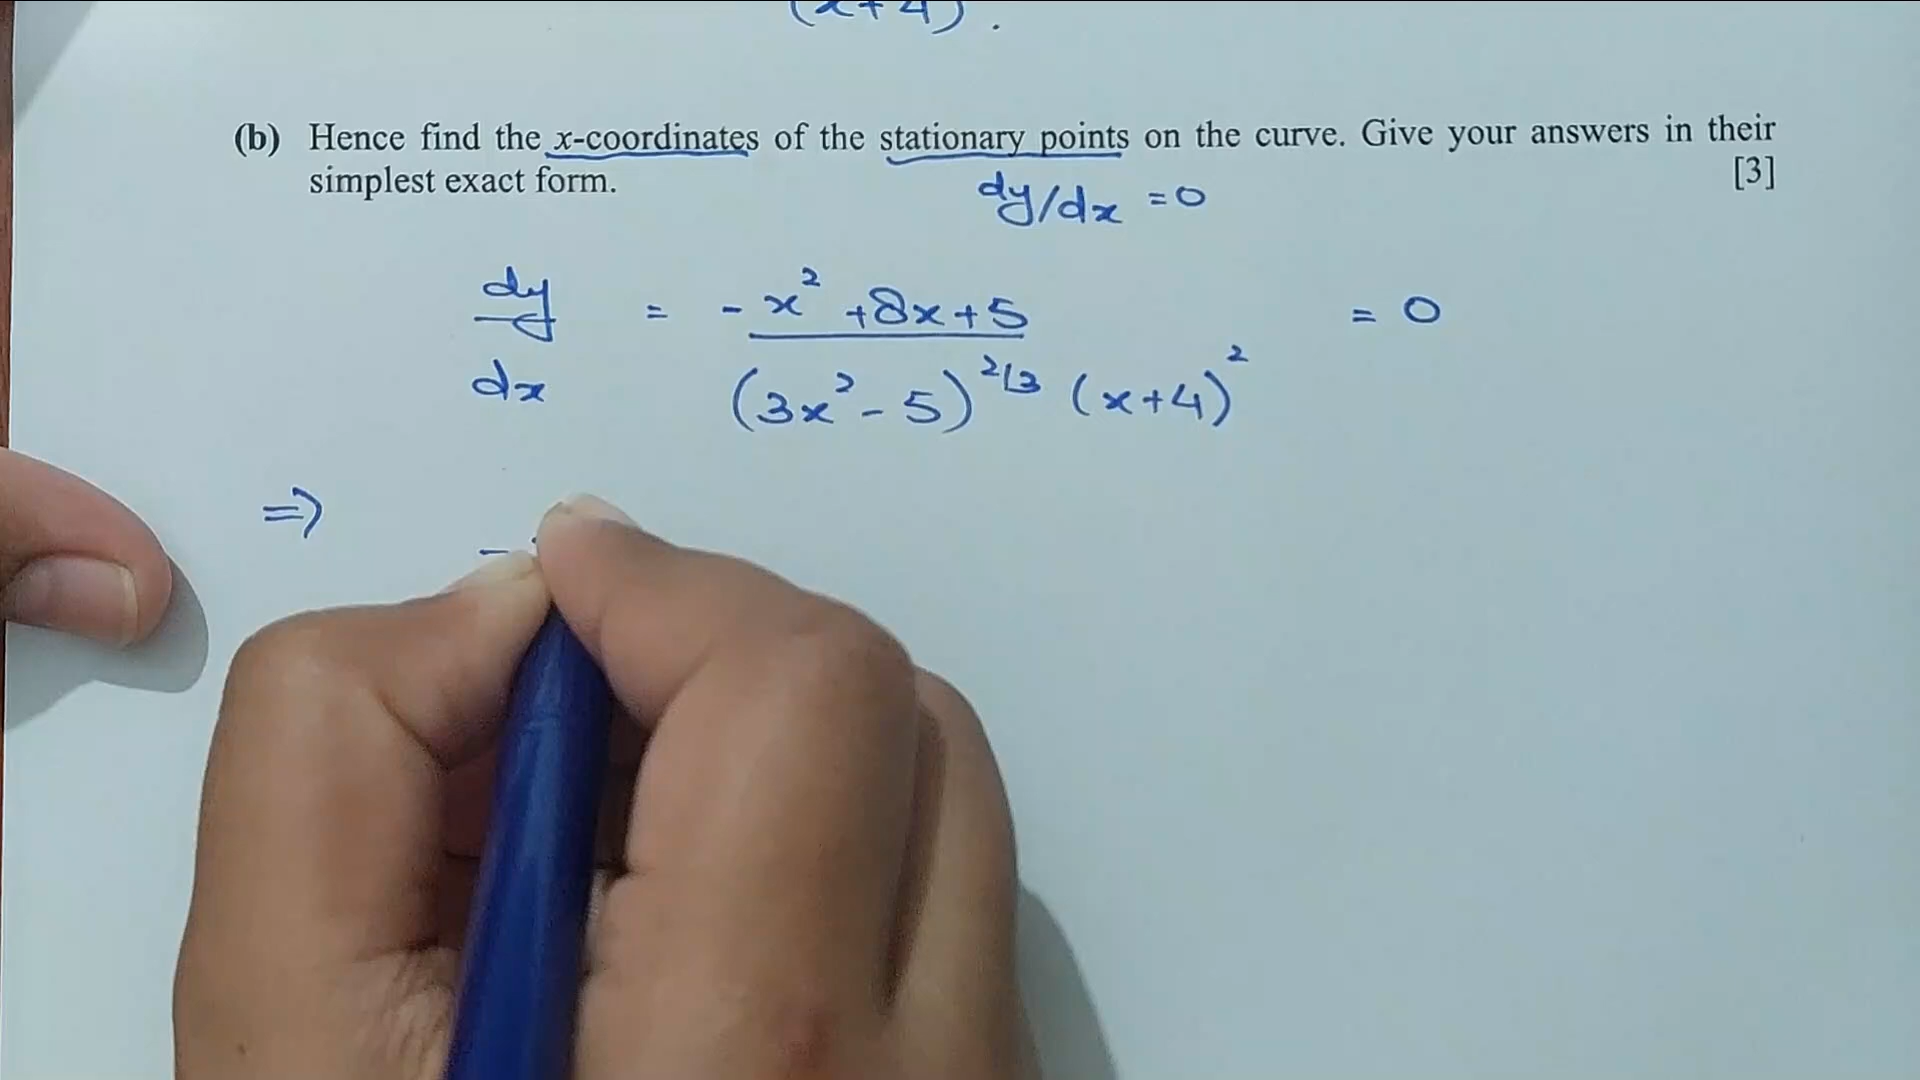 (x+4).
(b) Hence find the x-coordinates of the stationary points on the curve. Give your answers in their
simplest exact form. [3]
dy/dx = 0
dy/dx = -x² + 8x + 5 / (3x² - 5)^2/3 (x+4)² = 0
⇒ -